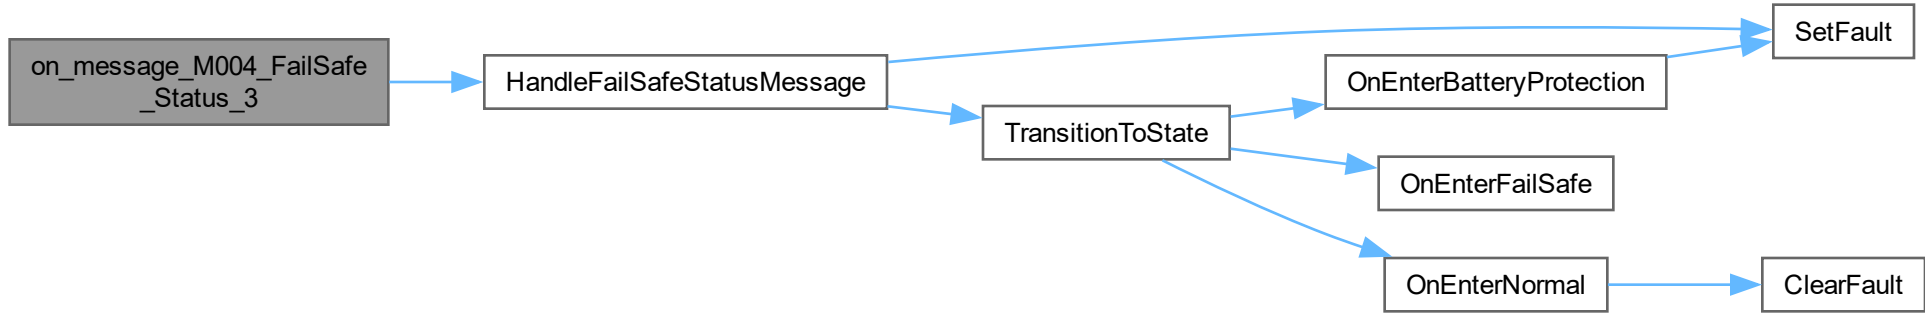 on_message_M004_FailSafe
_Status_3
HandleFailSafeStatusMessage
SetFault
TransitionToState
OnEnterBatteryProtection
OnEnterFailSafe
OnEnterNormal
ClearFault